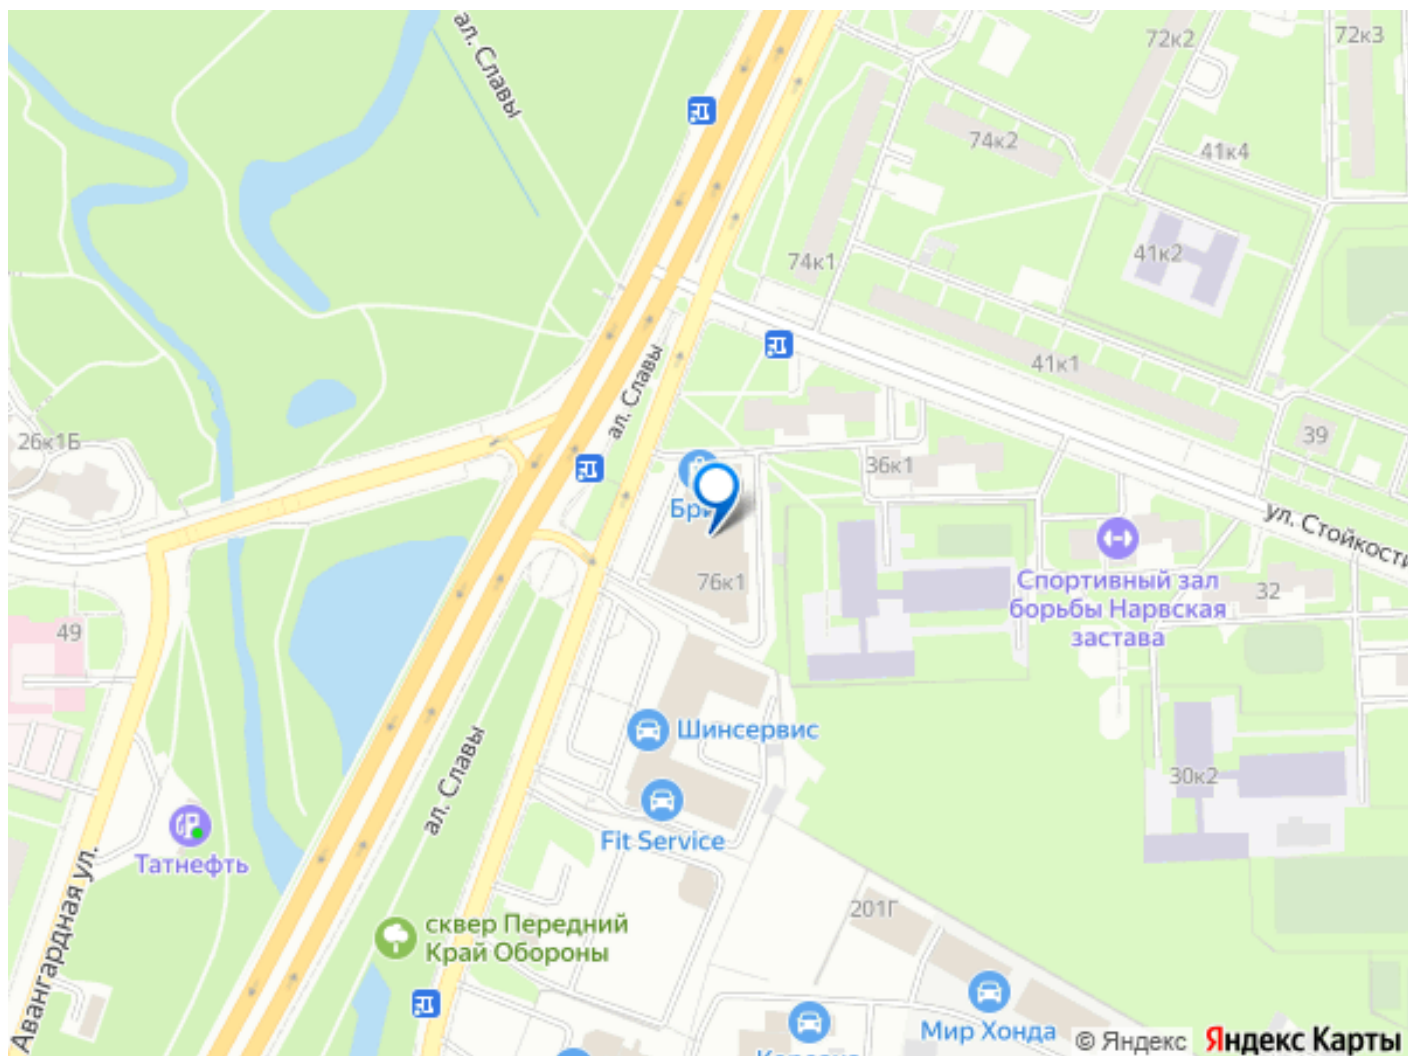 ал. Славы
72к2
72к3
74к2
41к4
41к2
74к1
41к1
ал. Славы
39
26к1Б
36к1
ул. Стойкости
76к1
Спортивный зал
борьбы Нарвская
застава
32
49
Шинсервис
ал. Славы
30к2
Fit Service
Татнефть
Авангардная ул.
201Г
сквер Передний
Край Обороны
Мир Хонда
© Яндекс
Яндекс Карты